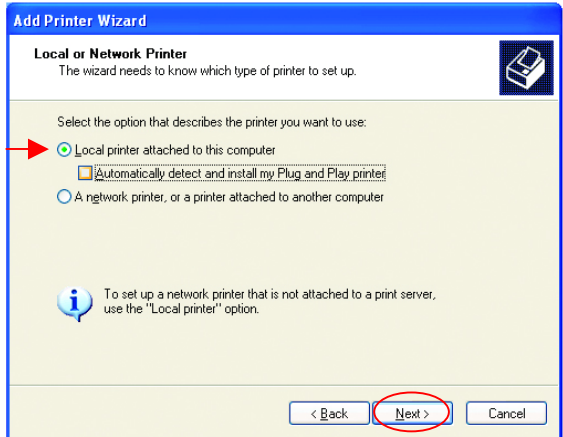 Add Printer Wizard
Local or Network Printer
The wizard needs to know which type of printer to set up.
Select the option that describes the printer you want to use:
Local printer attached to this computer
Automatically detect and install my Plug and Play printer
A network printer, or a printer attached to another computer
To set up a network printer that is not attached to a print server,
use the "Local printer" option.
< Back
Next >
Cancel